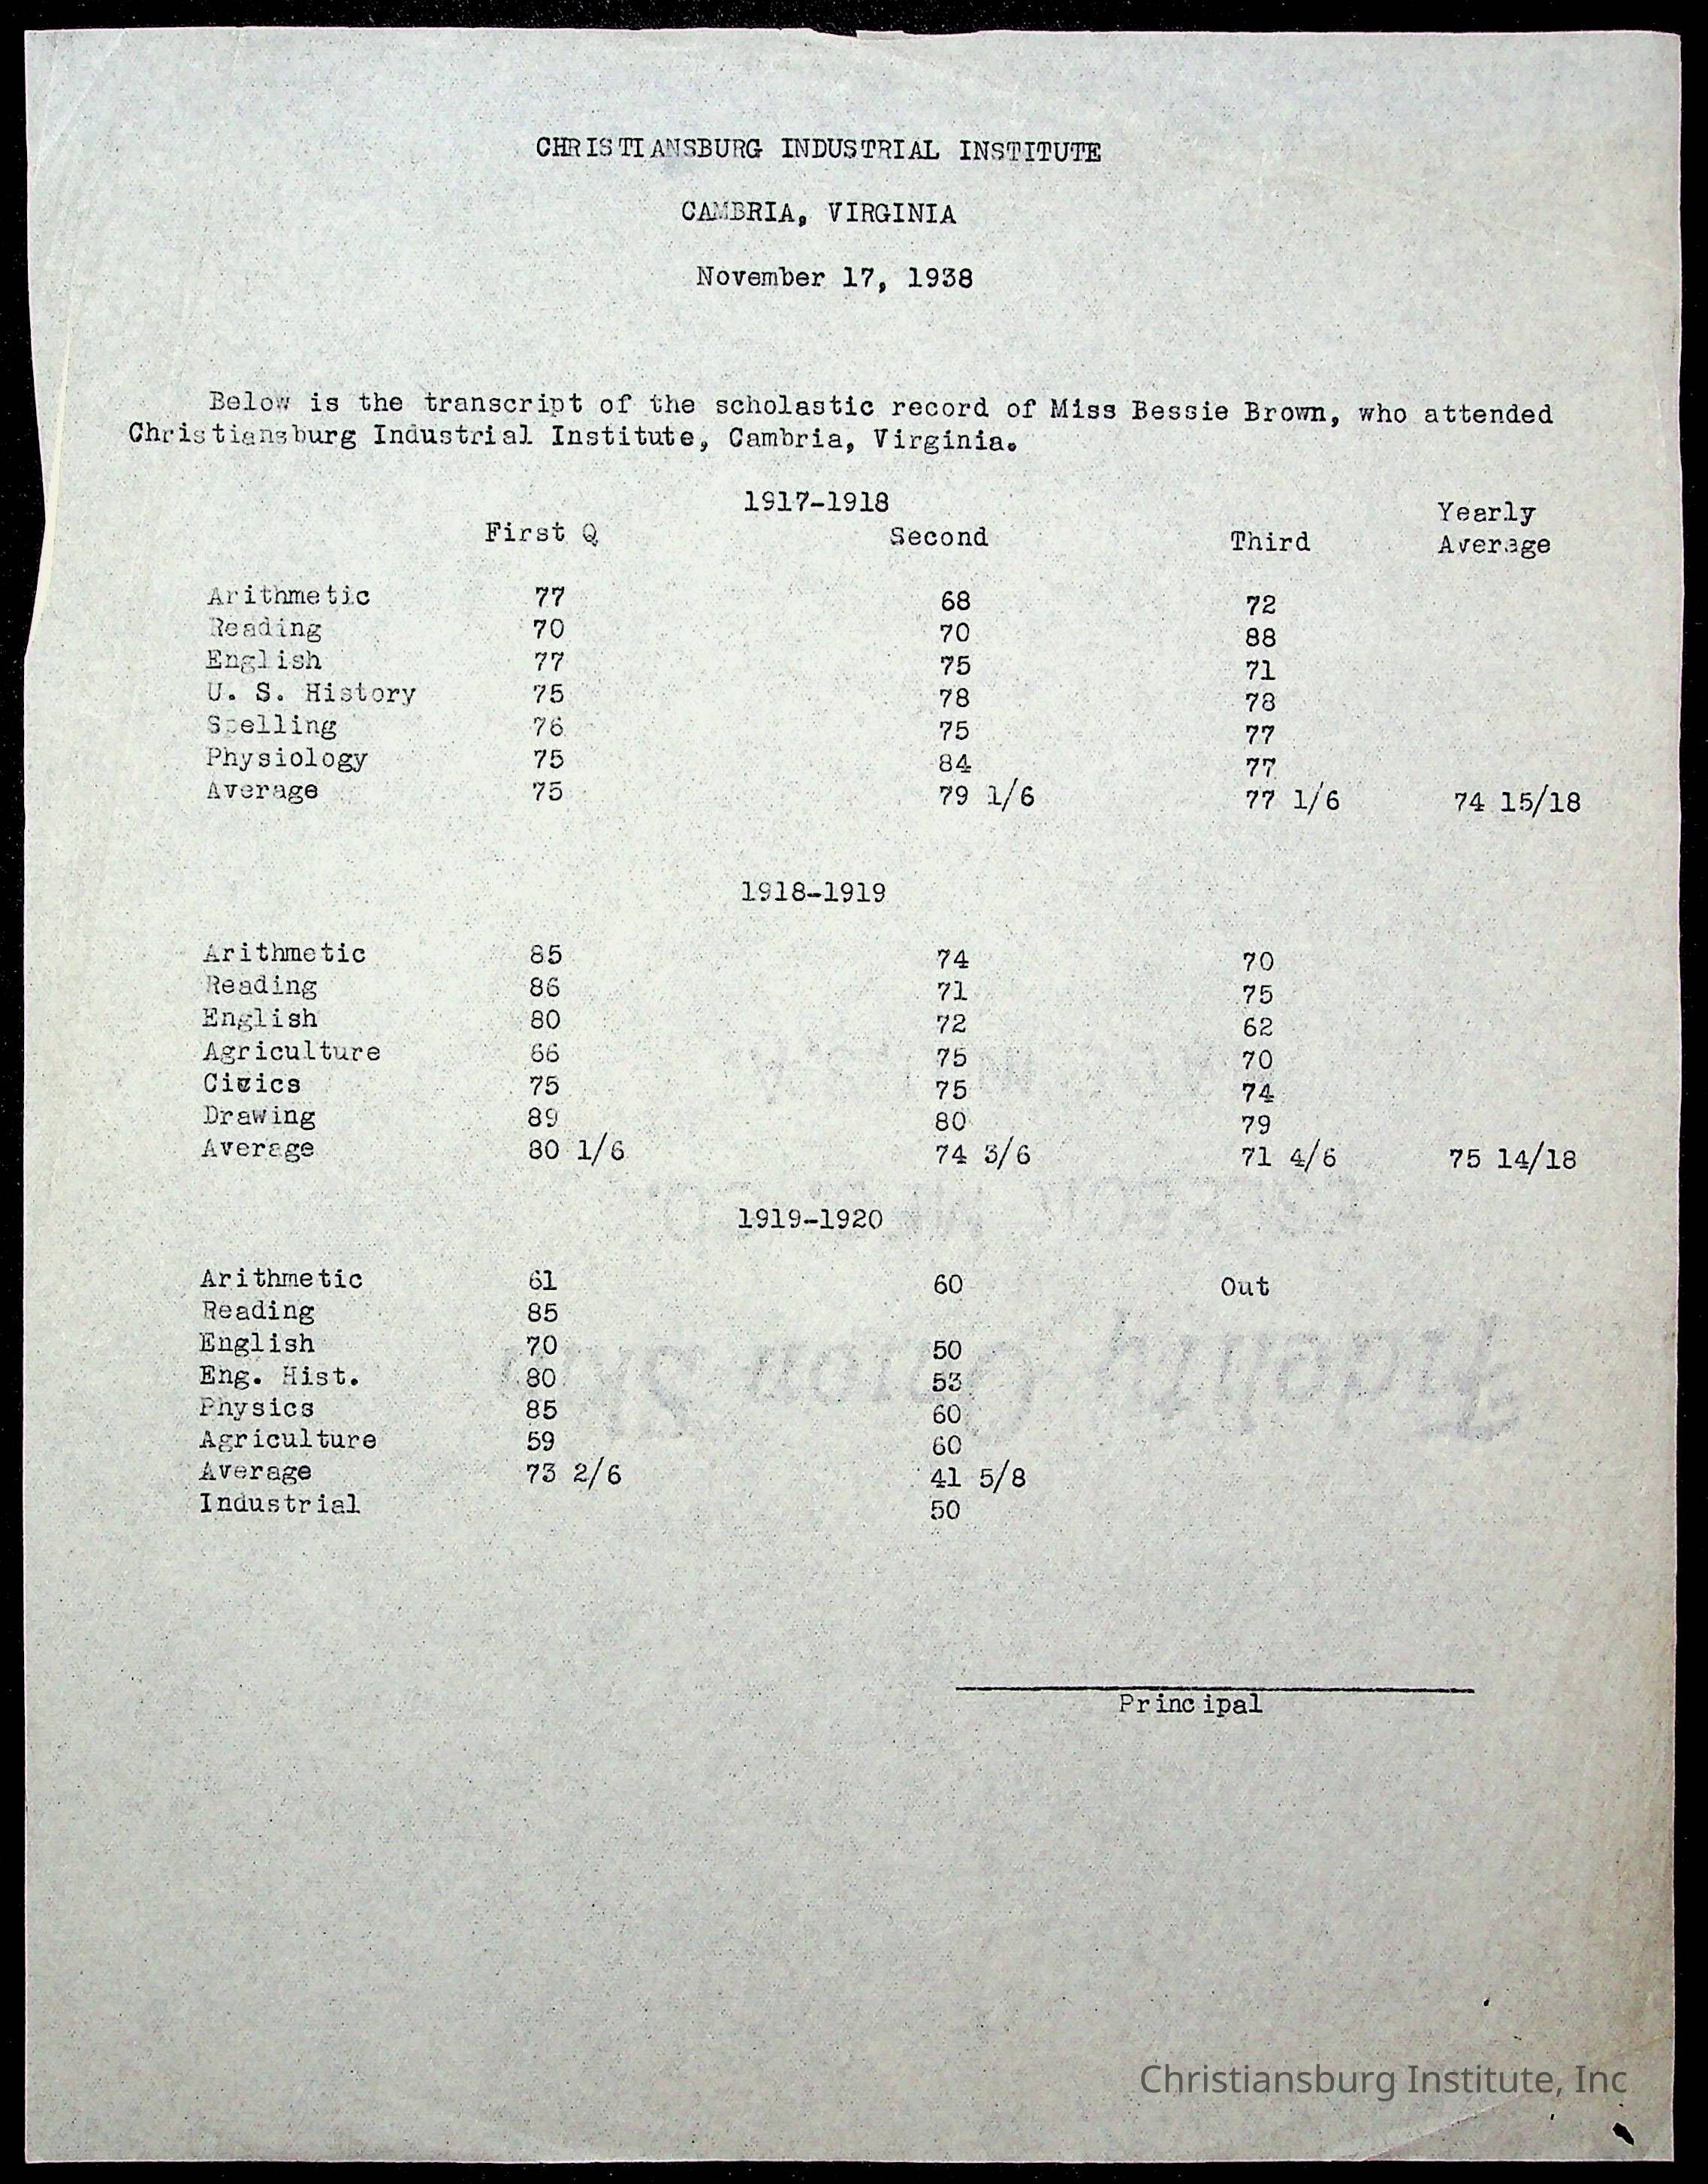 CHRISTIANSBURG INDUSTRIAL INSTITUTE
CAMBRIA, VIRGINIA
November 17, 1938
Below is the transcript of the scholastic record of Miss Bessie Brown, who attended
Christiansburg Industrial Institute, Cambria, Virginia.
1917-1918 Yearly
First Q Second Third Average
Arithmetic 77 68 72
Reading 70 70 88
English 77 75 71
U. S. History 75 78 78
Spelling 76 75 77
Physiology 75 84 77
Average 75 79 1/6 77 1/6 74 15/18
1918-1919
Arithmetic 85 74 70
Reading 86 71 75
English 80 72 62
Agriculture 66 75 70
Civics 75 75 74
Drawing 89 80 79
Average 80 1/6 74 3/6 71 4/6 75 14/18
1919-1920
Arithmetic 61 60 Out
Reading 85
English 70 50
Eng. Hist. 80 53
Physics 85 60
Agriculture 59 60
Average 73 2/6 41 5/8
Industrial 50
Principal
Christiansburg Institute, Inc